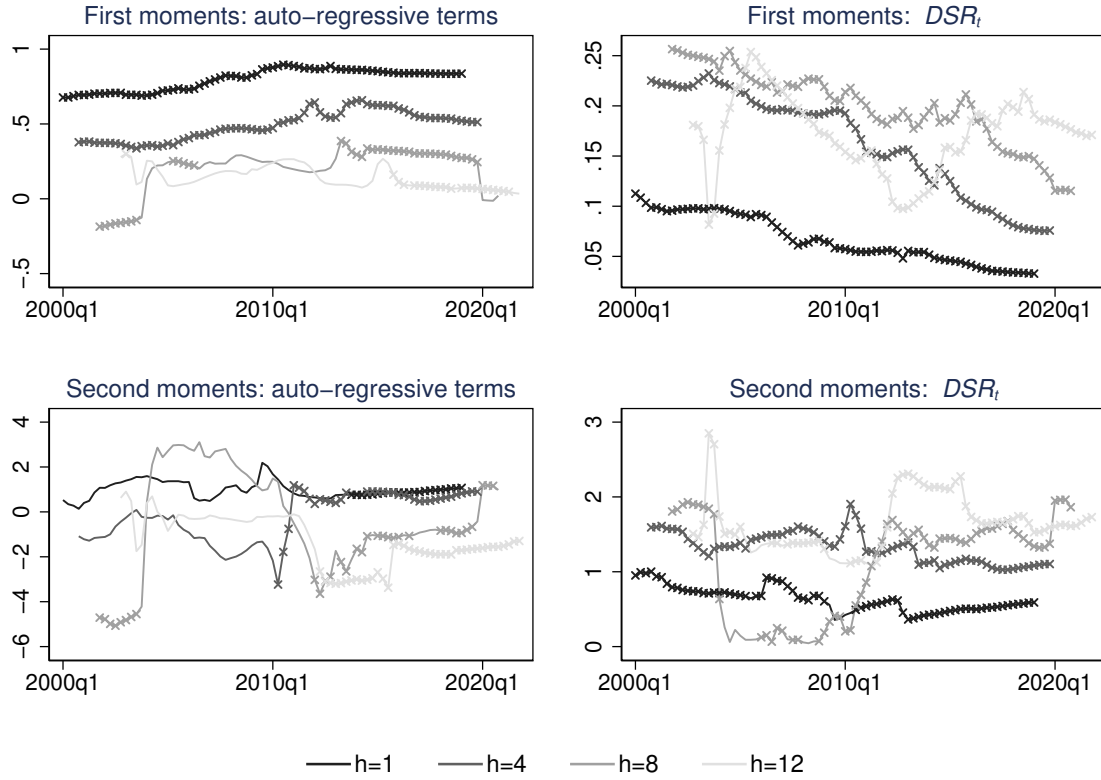 First moments: auto−regressive terms
1
.5
0
-.5
2000q1 2010q1 2020q1
First moments: DSRt
.25
.2
.15
.1
.05
2000q1 2010q1 2020q1
Second moments: auto−regressive terms
4
2
0
−2
−4
−6
2000q1 2010q1 2020q1
Second moments: DSRt
3
2
1
0
2000q1 2010q1 2020q1
h=1 h=4 h=8 h=12